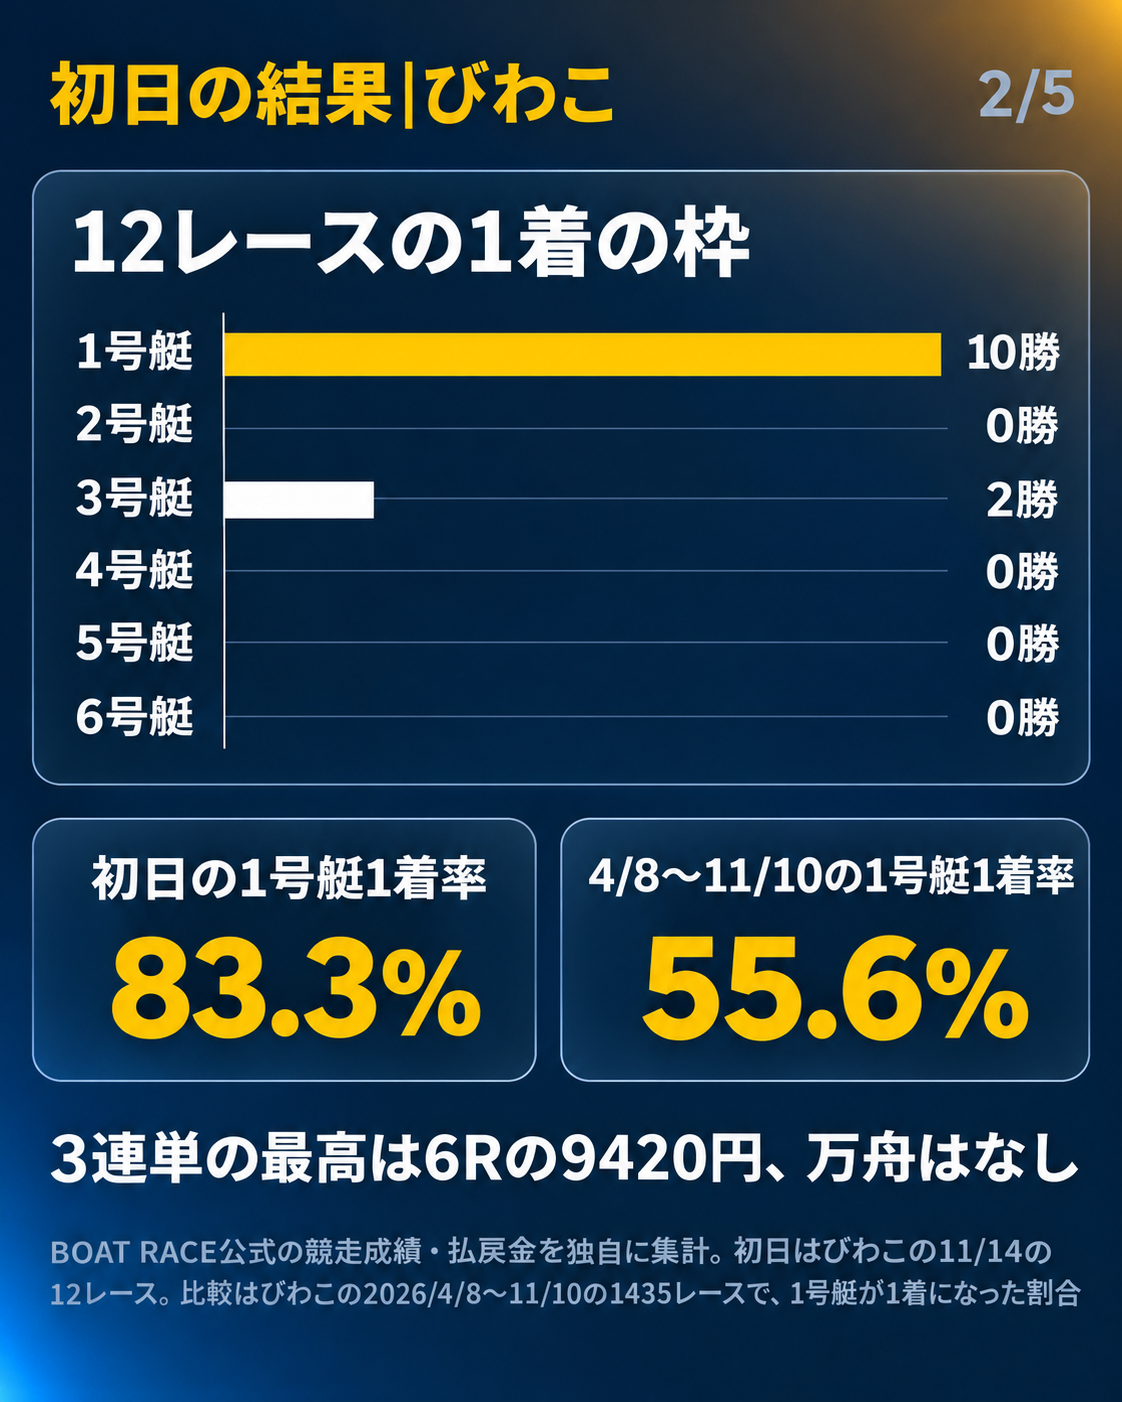 初日の結果|びわこ
2/5
12レースの1着の枠
1号艇 10勝
2号艇 0勝
3号艇 2勝
4号艇 0勝
5号艇 0勝
6号艇 0勝
初日の1号艇1着率
83.3%
4/8〜11/10の1号艇1着率
55.6%
3連単の最高は6Rの9420円、万舟はなし
BOAT RACE公式の競走成績・払戻金を独自に集計。初日はびわこの11/14の
12レース。比較はびわこの2026/4/8〜11/10の1435レースで、1号艇が1着になった割合